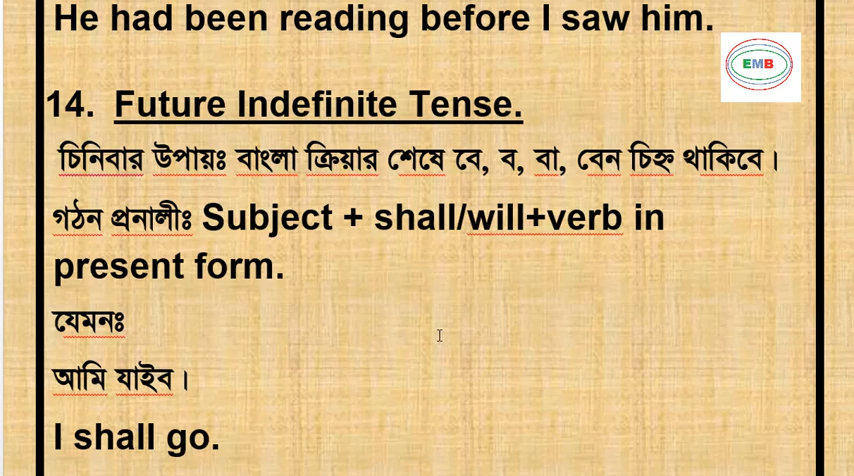 He had been reading before I saw him.
EMB
14. Future Indefinite Tense.
চিনিবার উপায়ঃ বাংলা ক্রিয়ার শেষে বে, ব, বা, বেন চিহ্ন থাকিবে।
গঠন প্রনালীঃ Subject + shall/will+verb in
present form.
যেমনঃ
আমি যাইব।
I shall go.